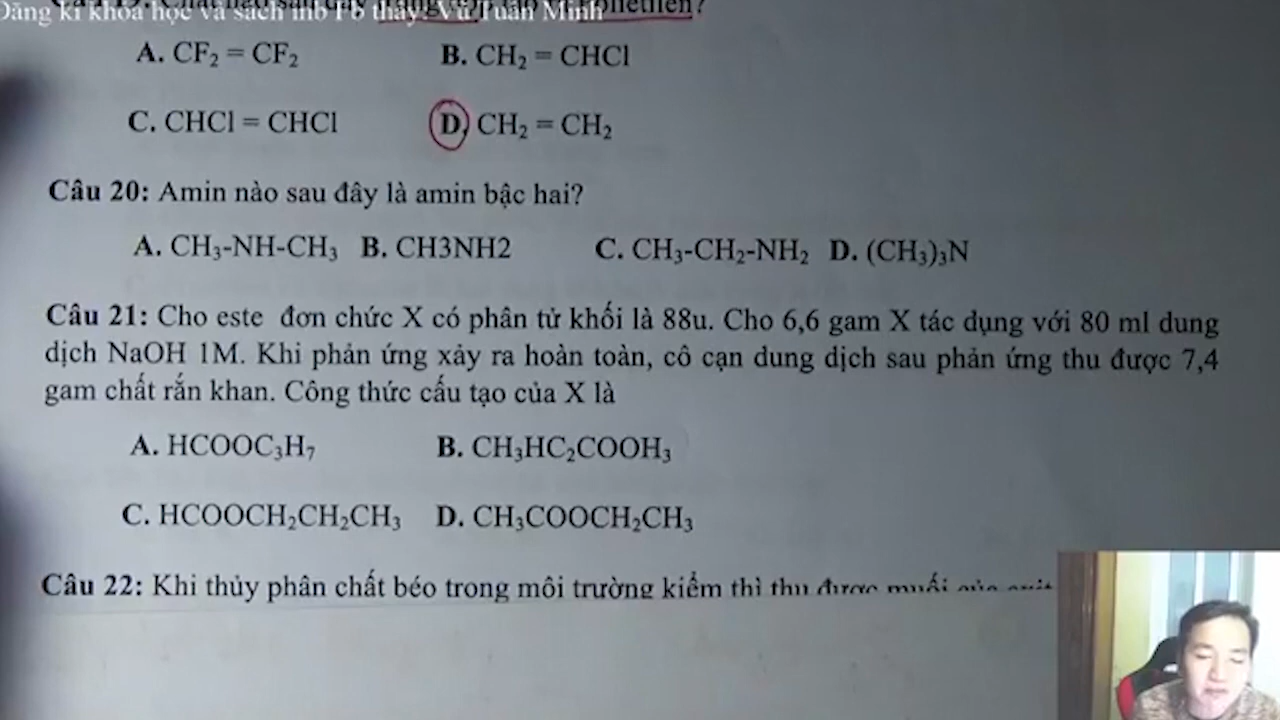 Đăng kí khoá học và sách inb Fb thầy Vũ Tuấn Minh
A. CF₂ = CF₂ B. CH₂ = CHCl
C. CHCl = CHCl D. CH₂ = CH₂
Câu 20: Amin nào sau đây là amin bậc hai?
A. CH₃-NH-CH₃ B. CH3NH2 C. CH₃-CH₂-NH₂ D. (CH₃)₃N
Câu 21: Cho este đơn chức X có phân tử khối là 88u. Cho 6,6 gam X tác dụng với 80 ml dung
dịch NaOH 1M. Khi phản ứng xảy ra hoàn toàn, cô cạn dung dịch sau phản ứng thu được 7,4
gam chất rắn khan. Công thức cấu tạo của X là
A. HCOOC₃H₇ B. CH₃HC₂COOH₃
C. HCOOCH₂CH₂CH₃ D. CH₃COOCH₂CH₃
Câu 22: Khi thủy phân chất béo trong môi trường kiểm thì thu được muối của